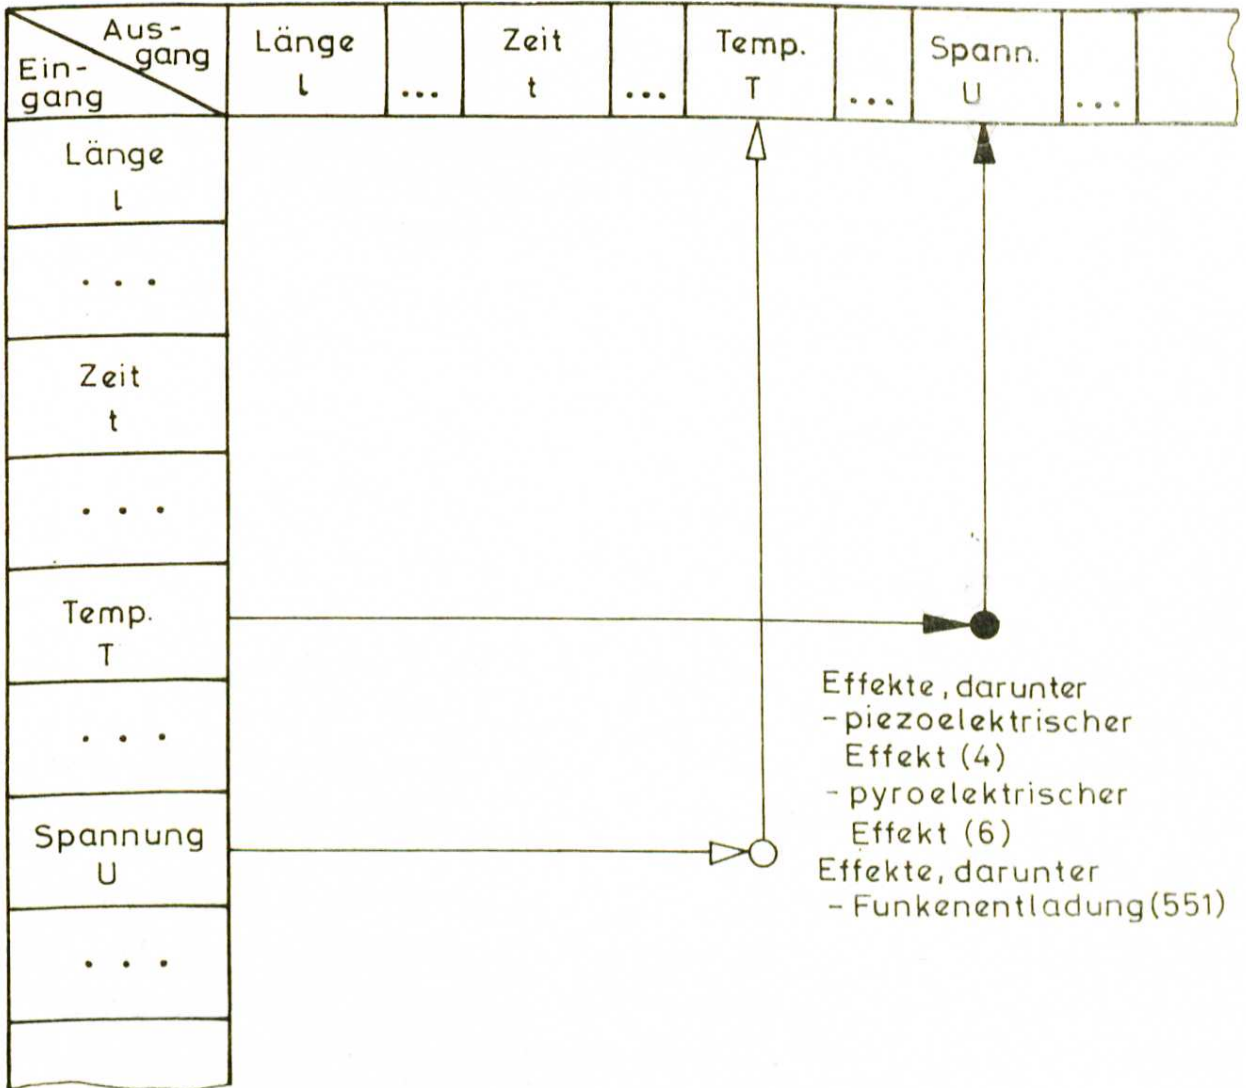 Aus-
gang
Ein-
gang
Länge
l
...
Zeit
t
...
Temp.
T
...
Spann.
U
...
Länge
l
...
Zeit
t
...
Temp.
T
...
Spannung
U
...
Effekte, darunter
- piezoelektrischer
Effekt (4)
- pyroelektrischer
Effekt (6)
Effekte, darunter
- Funkenentladung (551)